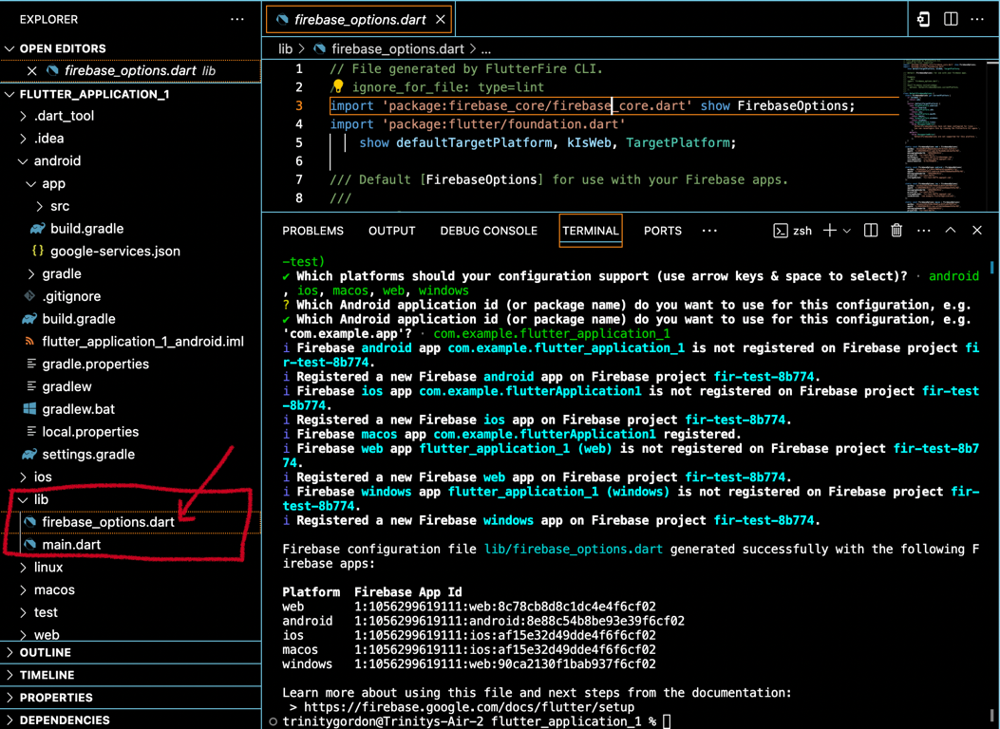 EXPLORER
OPEN EDITORS
firebase_options.dart lib
FLUTTER_APPLICATION_1
.dart_tool
.idea
android
app
src
build.gradle
{} google-services.json
gradle
.gitignore
build.gradle
flutter_application_1_android.iml
gradle.properties
gradlew
gradlew.bat
local.properties
settings.gradle
ios
lib
firebase_options.dart
main.dart
linux
macos
test
web
OUTLINE
TIMELINE
PROPERTIES
DEPENDENCIES
firebase_options.dart
lib > firebase_options.dart > ...
1 // File generated by FlutterFire CLI.
2 // ignore_for_file: type=lint
3 import 'package:firebase_core/firebase_core.dart' show FirebaseOptions;
4 import 'package:flutter/foundation.dart'
5 show defaultTargetPlatform, kIsWeb, TargetPlatform;
6
7 /// Default [FirebaseOptions] for use with your Firebase apps.
8 ///
PROBLEMS OUTPUT DEBUG CONSOLE TERMINAL PORTS ... zsh
-test)
✔ Which platforms should your configuration support (use arrow keys & space to select)? · android
, ios, macos, web, windows
? Which Android application id (or package name) do you want to use for this configuration, e.g.
✔ Which Android application id (or package name) do you want to use for this configuration, e.g.
'com.example.app'? · com.example.flutter_application_1
i Firebase android app com.example.flutter_application_1 is not registered on Firebase project fi
r-test-8b774.
i Registered a new Firebase android app on Firebase project fir-test-8b774.
i Firebase ios app com.example.flutterApplication1 is not registered on Firebase project fir-test
-8b774.
i Registered a new Firebase ios app on Firebase project fir-test-8b774.
i Firebase macos app com.example.flutterApplication1 registered.
i Firebase web app flutter_application_1 (web) is not registered on Firebase project fir-test-8b7
74.
i Registered a new Firebase web app on Firebase project fir-test-8b774.
i Firebase windows app flutter_application_1 (windows) is not registered on Firebase project fir-
test-8b774.
i Registered a new Firebase windows app on Firebase project fir-test-8b774.
Firebase configuration file lib/firebase_options.dart generated successfully with the following F
irebase apps:
Platform Firebase App Id
web 1:1056299619111:web:8c78cb8d8c1dc4e4f6cf02
android 1:1056299619111:android:8e88c54b8be93e39f6cf02
ios 1:1056299619111:ios:af15e32d49dde4f6f6cf02
macos 1:1056299619111:ios:af15e32d49dde4f6f6cf02
windows 1:1056299619111:web:90ca2130f1bab937f6cf02
Learn more about using this file and next steps from the documentation:
> https://firebase.google.com/docs/flutter/setup
trinitygordon@Trinitys-Air-2 flutter_application_1 %